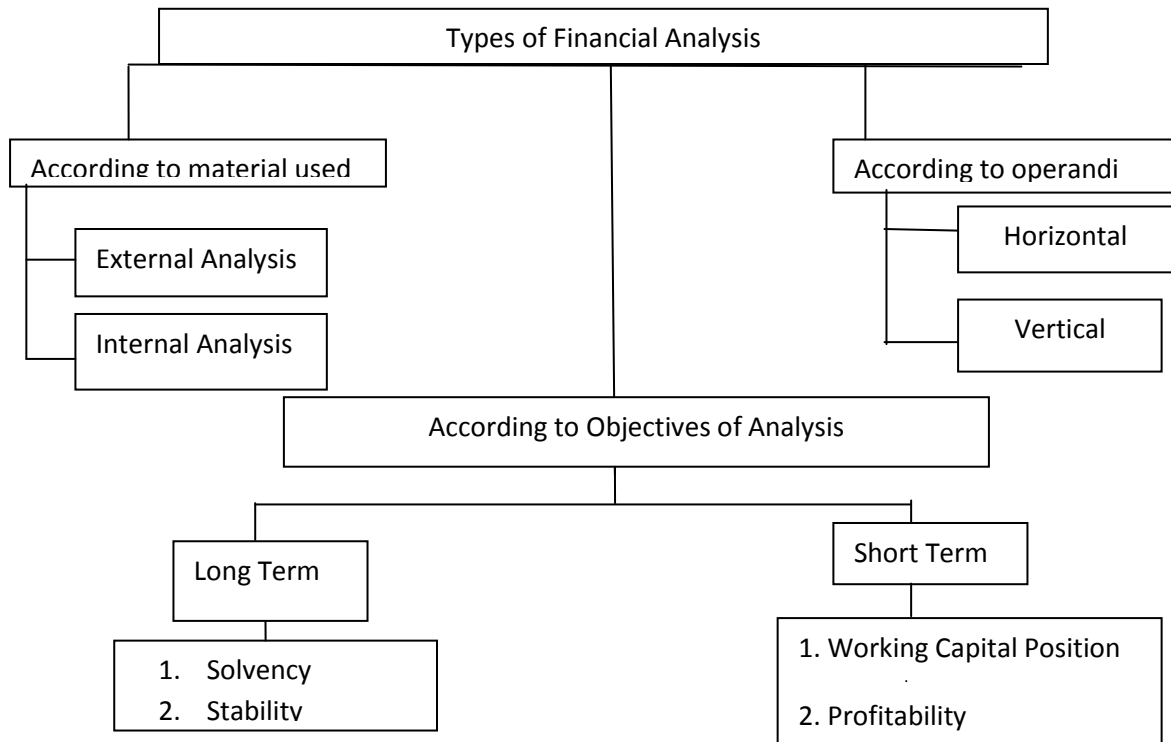 Types of Financial Analysis
According to material used
According to operandi
External Analysis
Horizontal
Internal Analysis
Vertical
According to Objectives of Analysis
Long Term
Short Term
1. Solvency
2. Stability
1. Working Capital Position
2. Profitability